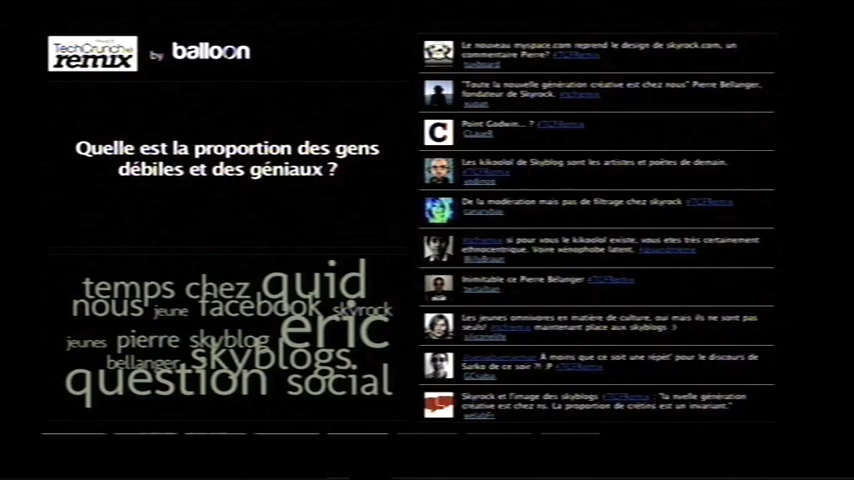 TechCrunch
remix
by balloon
Quelle est la proportion des gens
débiles et des géniaux ?
temps chez quid
nous jeune facebook skyrock
eric
jeunes pierre skyblog
bellanger skyblogs
question social
Le nouveau myspace.com reprend le design de skyrock.com, un
commentaire Pierre? #TCFRemix
tuxboard
"Toute la nouvelle génération créative est chez nous" Pierre Bellanger,
fondateur de Skyrock.
Point Godwin... ? #TCFRemix
Les kikoolol de Skyblog sont les artistes et poètes de demain.
#TCFRemix
De la modération mais pas de filtrage chez skyrock #TCFRemix
si pour vous le kikoolol existe, vous etes très certainement
ethnocentrique. Voire xénophobe latent.
Inimitable ce Pierre Bélanger #TCFRemix
Les jeunes omnivores en matière de culture, oui mais ils ne sont pas
seuls! maintenant place aux skyblogs :)
À moins que ce soit une répét' pour le discours de
Sarko de ce soir ?! :P #TCFRemix
Skyrock et l'image des skyblogs #TCFRemix : "la nvelle génération
créative est chez ns. La proportion de crétins est un invariant."